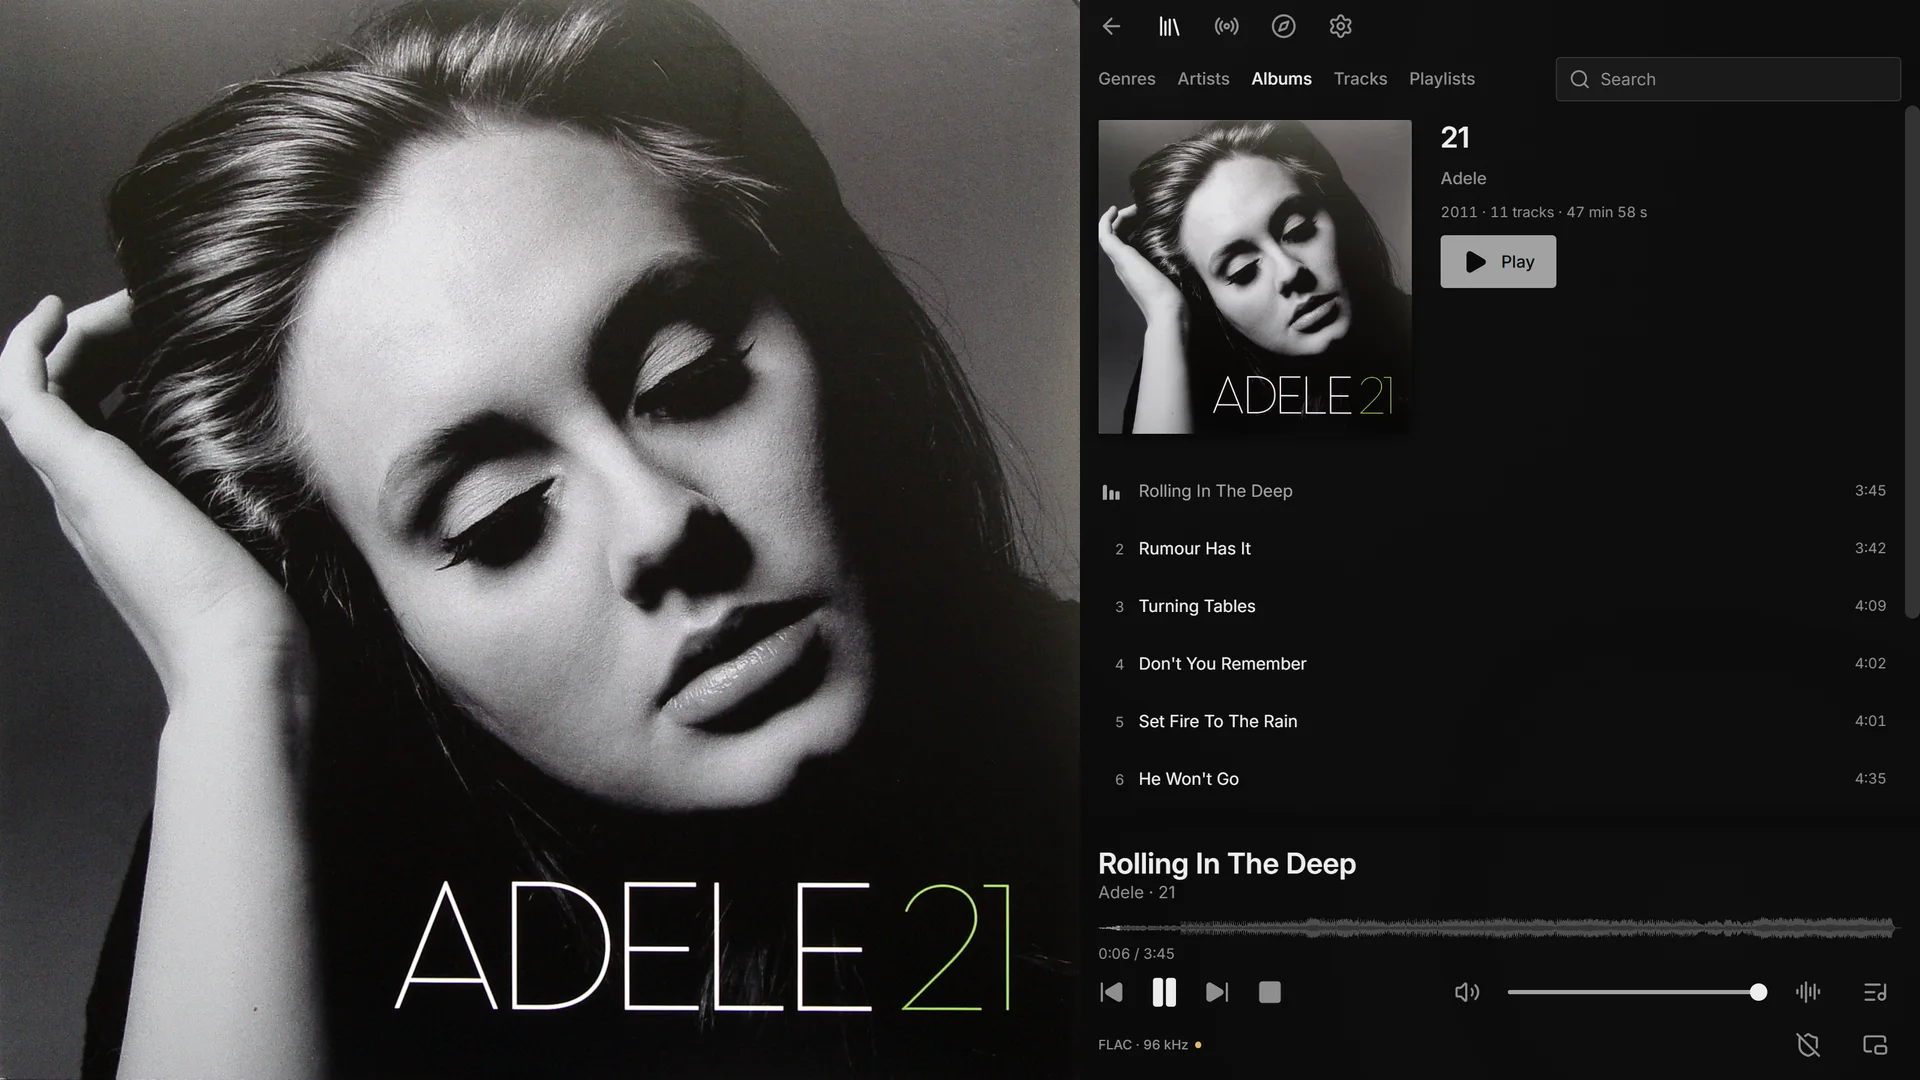 ADELE 21
Genres Artists Albums Tracks Playlists Search
ADELE 21
21
Adele
2011 · 11 tracks · 47 min 58 s
Play
Rolling In The Deep 3:45
2 Rumour Has It 3:42
3 Turning Tables 4:09
4 Don't You Remember 4:02
5 Set Fire To The Rain 4:01
6 He Won't Go 4:35
Rolling In The Deep
Adele · 21
0:06 / 3:45
FLAC · 96 kHz